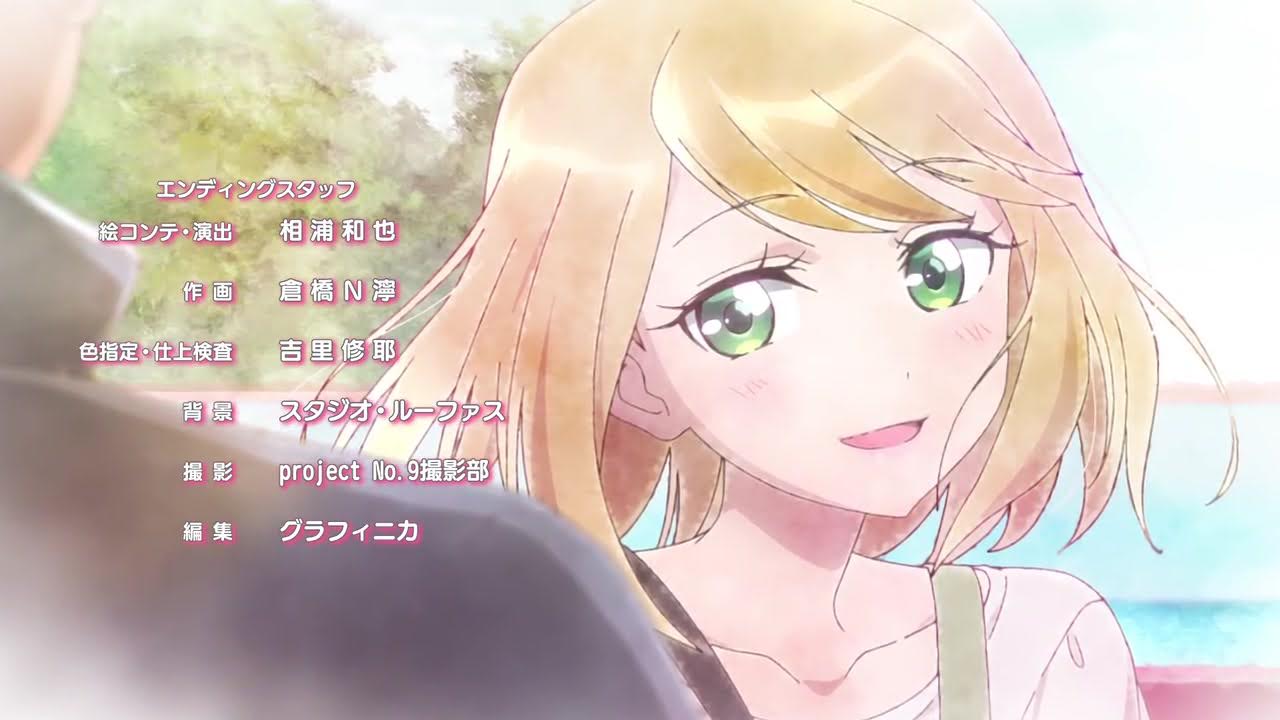 エンディングスタッフ
絵コンテ・演出 相浦和也
作画 倉橋N濘
色指定・仕上検査 吉里修耶
背景 スタジオ・ルーファス
撮影 project No.9撮影部
編集 グラフィニカ